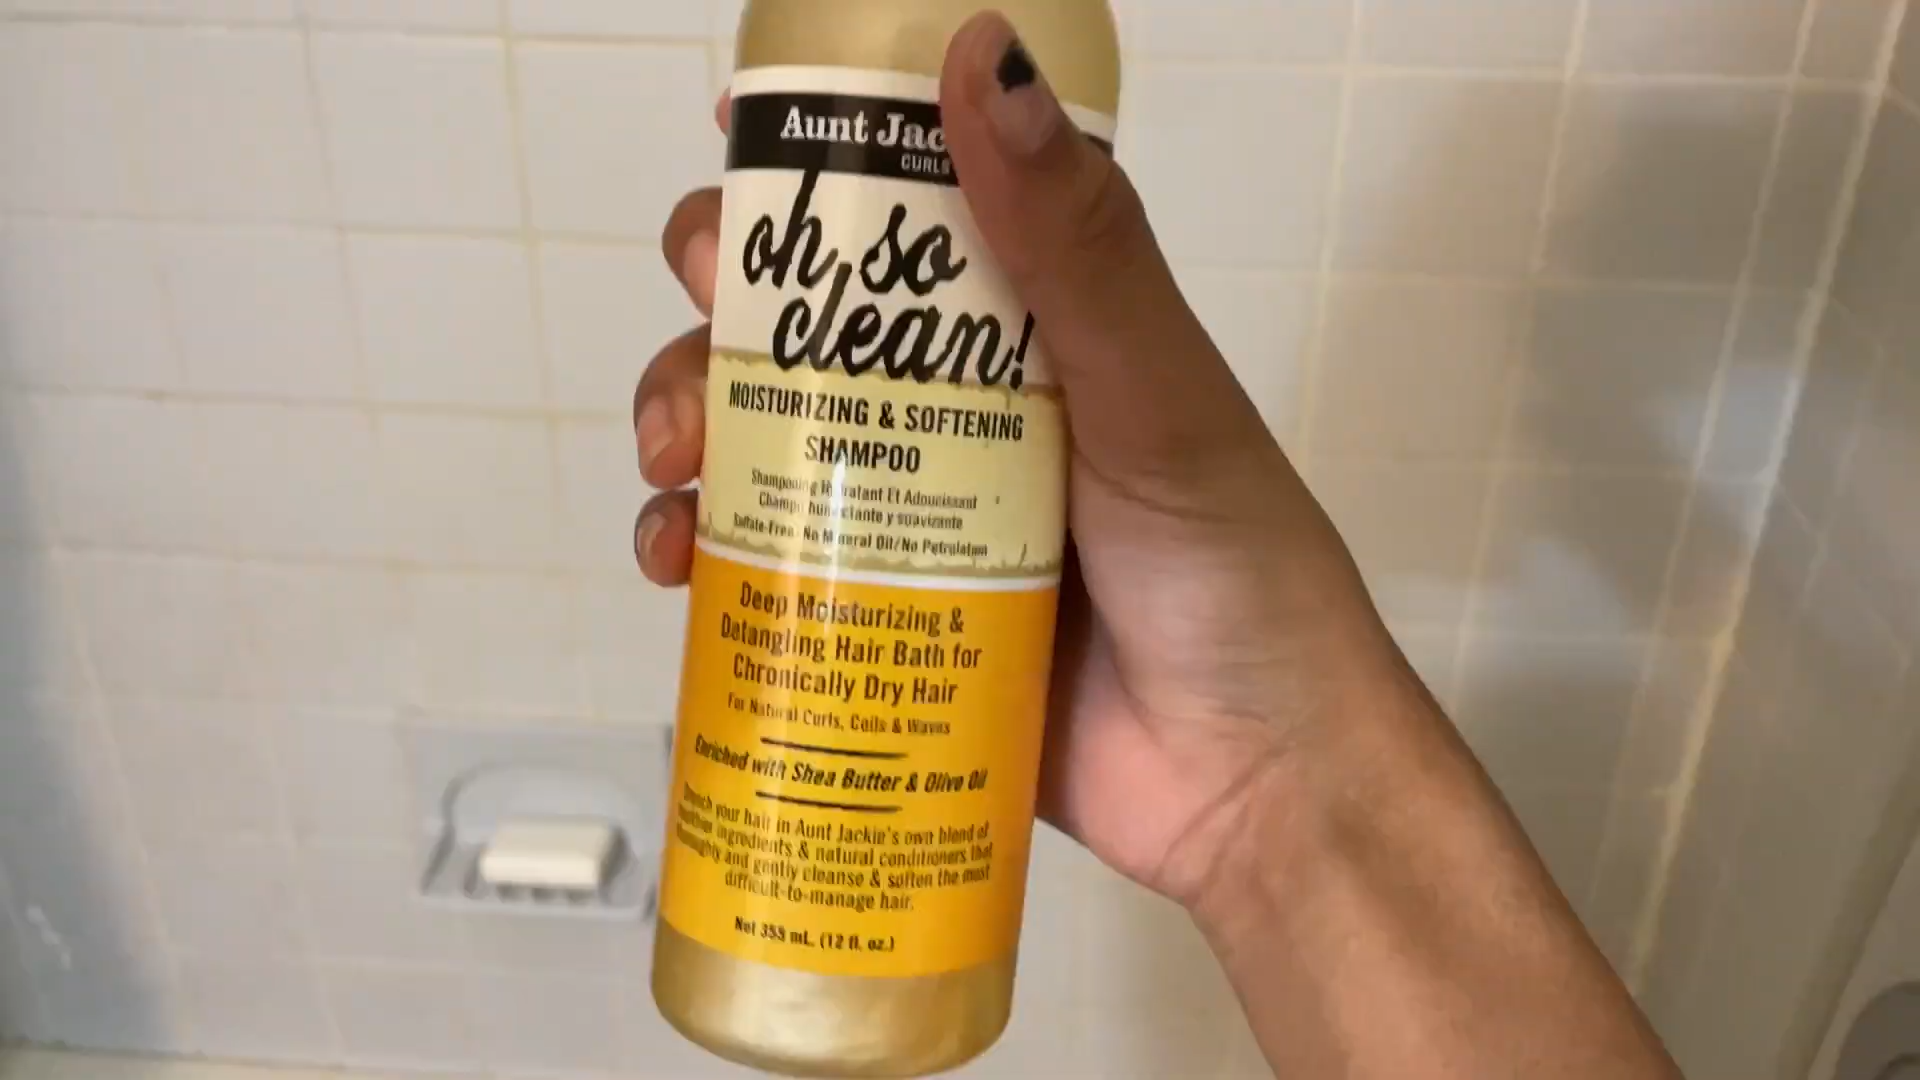 Aunt Jac
CURLS
oh so
clean!
MOISTURIZING & SOFTENING
SHAMPOO
Shampooing Hydratant Et Adoucissant
Champú humectante y suavizante
Sulfate-Free No Mineral Oil/No Petrolatum
Deep Moisturizing &
Detangling Hair Bath for
Chronically Dry Hair
For Natural Curls, Coils & Waves
Enriched with Shea Butter & Olive Oil
your hair in Aunt Jackie's own blend of
ingredients & natural conditioners that
and gently cleanse & soften the most
difficult-to-manage hair.
Net 355 mL. (12 fl. oz.)